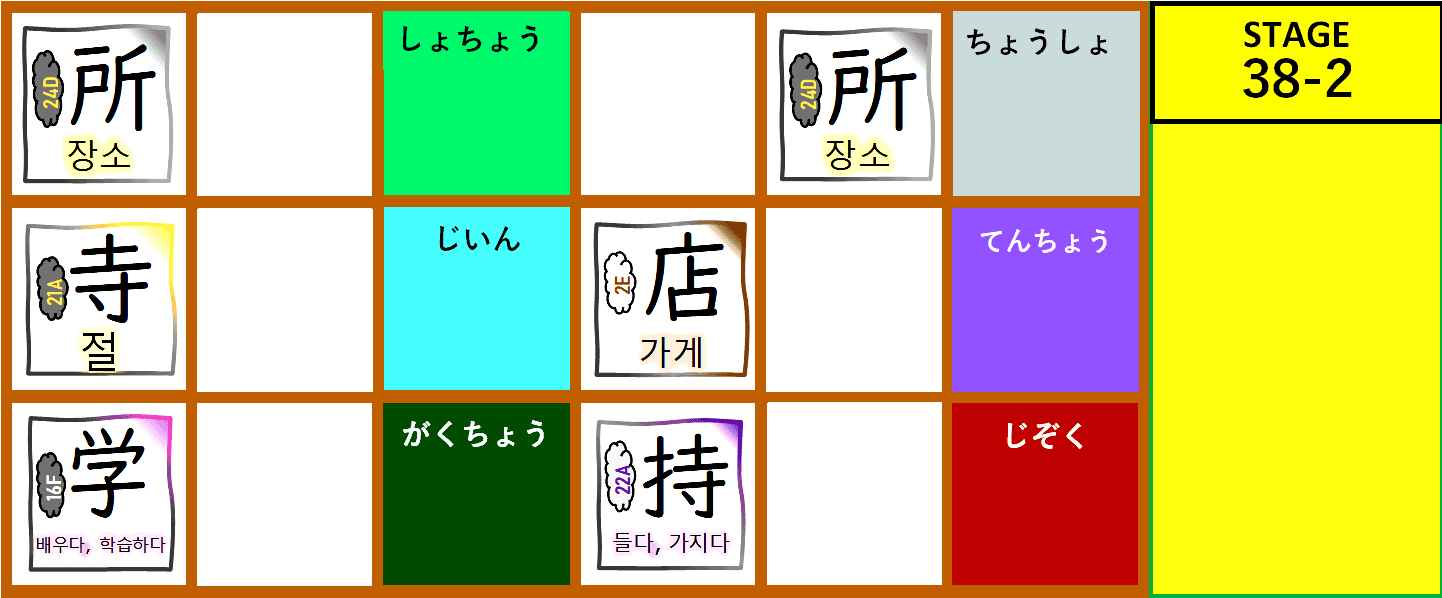 24D
所
장소
しょちょう
24D
所
장소
ちょうしょ
STAGE
38-2
21A
寺
절
じいん
2E
店
가게
てんちょう
16F
学
배우다, 학습하다
がくちょう
22A
持
들다, 가지다
じぞく